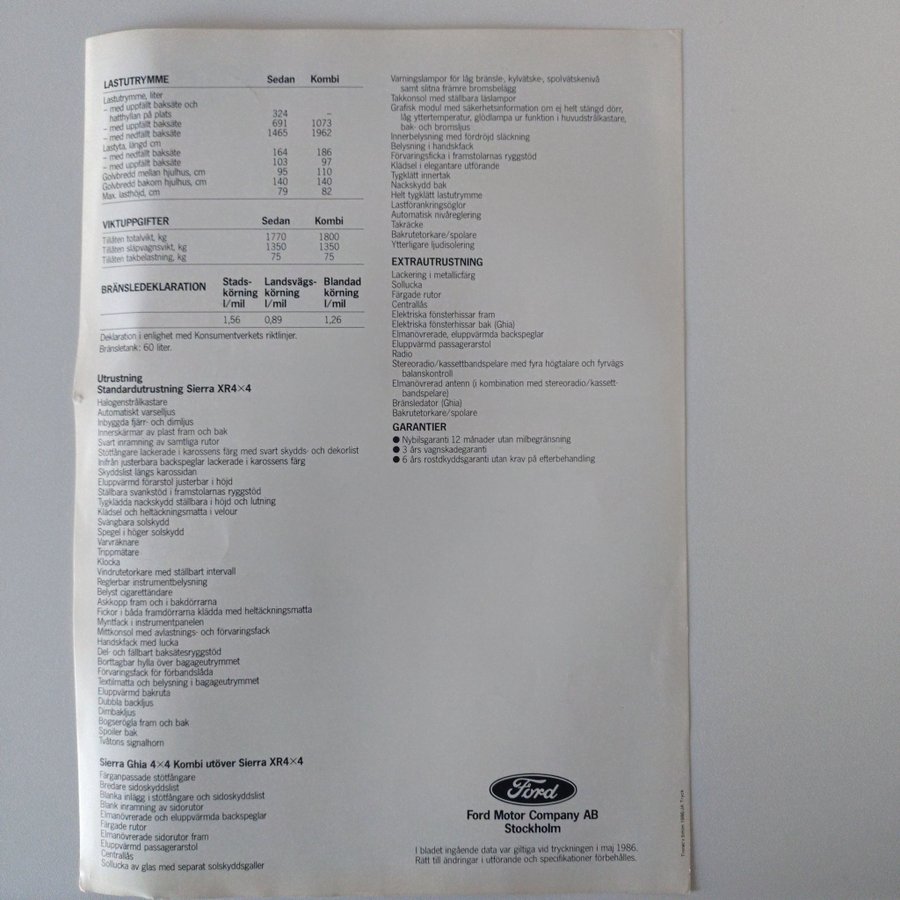 LASTUTRYMME Sedan Kombi
Lastutrymme, liter
– med uppfällt baksäte och
hatthyllan på plats 324 –
– med uppfällt baksäte 691 1073
– med nedfällt baksäte 1465 1962
Lastyta, längd cm
– med nedfällt baksäte 164 186
– med uppfällt baksäte 103 97
Golvbredd mellan hjulhus, cm 95 110
Golvbredd bakom hjulhus, cm 140 140
Max. lasthöjd, cm 79 82
VIKTUPPGIFTER Sedan Kombi
Tillåten totalvikt, kg 1770 1800
Tillåten släpvagnsvikt, kg 1350 1350
Tillåten takbelastning, kg 75 75
BRÄNSLEDEKLARATION Stads- Landsvägs- Blandad
körning körning körning
l/mil l/mil l/mil
1,56 0,89 1,26
Deklaration i enlighet med Konsumentverkets riktlinjer.
Bränsletank: 60 liter.
Utrustning
Standardutrustning Sierra XR4×4
Halogenstrålkastare
Automatiskt varselljus
Inbyggda fjärr- och dimljus
Innerskärmar av plast fram och bak
Svart inramning av samtliga rutor
Stötfångare lackerade i karossens färg med svart skydds- och dekorlist
Inifrån justerbara backspeglar lackerade i karossens färg
Skyddslist längs karossidan
Eluppvärmd förarstol justerbar i höjd
Ställbara svankstöd i framstolarnas ryggstöd
Tygklädda nackskydd ställbara i höjd och lutning
Klädsel och heltäckningsmatta i velour
Svängbara solskydd
Spegel i höger solskydd
Varvräknare
Trippmätare
Klocka
Vindrutetorkare med ställbart intervall
Reglerbar instrumentbelysning
Belyst cigarettändare
Askkopp fram och i bakdörrarna
Fickor i båda framdörrarna klädda med heltäckningsmatta
Myntfack i instrumentpanelen
Mittkonsol med avlastnings- och förvaringsfack
Handskfack med lucka
Del- och fällbart baksätesryggstöd
Borttagbar hylla över bagageutrymmet
Förvaringsfack för förbandslåda
Textilmatta och belysning i bagageutrymmet
Eluppvärmd bakruta
Dubbla backljus
Dimbakljus
Bogserögla fram och bak
Spoiler bak
Tvåtons signalhorn
Sierra Ghia 4×4 Kombi utöver Sierra XR4×4
Färganpassade stötfångare
Bredare sidoskyddslist
Blanka inlägg i stötfångare och sidoskyddslist
Blank inramning av sidorutor
Elmanövrerade och eluppvärmda backspeglar
Färgade rutor
Elmanövrerade sidorutor fram
Eluppvärmd passagerarstol
Centrallås
Sollucka av glas med separat solskyddsgaller
Varningslampor för låg bränsle-, kylvätske-, spolvätskenivå
samt slitna främre bromsbelägg
Takkonsol med ställbara läslampor
Grafisk modul med säkerhetsinformation om ej helt stängd dörr,
låg yttertemperatur, glödlampa ur funktion i huvudstrålkastare,
bak- och bromsljus
Innerbelysning med fördröjd släckning
Belysning i handskfack
Förvaringsficka i framstolarnas ryggstöd
Klädsel i elegantare utförande
Tygklätt innertak
Nackskydd bak
Helt tygklätt lastutrymme
Lastförankringsöglor
Automatisk nivåreglering
Takräcke
Bakrutetorkare/spolare
Ytterligare ljudisolering
EXTRAUTRUSTNING
Lackering i metallicfärg
Sollucka
Färgade rutor
Centrallås
Elektriska fönsterhissar fram
Elektriska fönsterhissar bak (Ghia)
Elmanövrerade, eluppvärmda backspeglar
Eluppvärmd passagerarstol
Radio
Stereoradio/kassettbandspelare med fyra högtalare och fyrvägs
balanskontroll
Elmanövrerad antenn (i kombination med stereoradio/kassett-
bandspelare)
Bränsledator (Ghia)
Bakrutetorkare/spolare
GARANTIER
● Nybilsgaranti 12 månader utan milbegränsning
● 3 års vagnskadegaranti
● 6 års rostskyddsgaranti utan krav på efterbehandling
Ford
Ford Motor Company AB
Stockholm
I bladet ingående data var giltiga vid tryckningen i maj 1986.
Rätt till ändringar i utförande och specifikationer förbehålles.